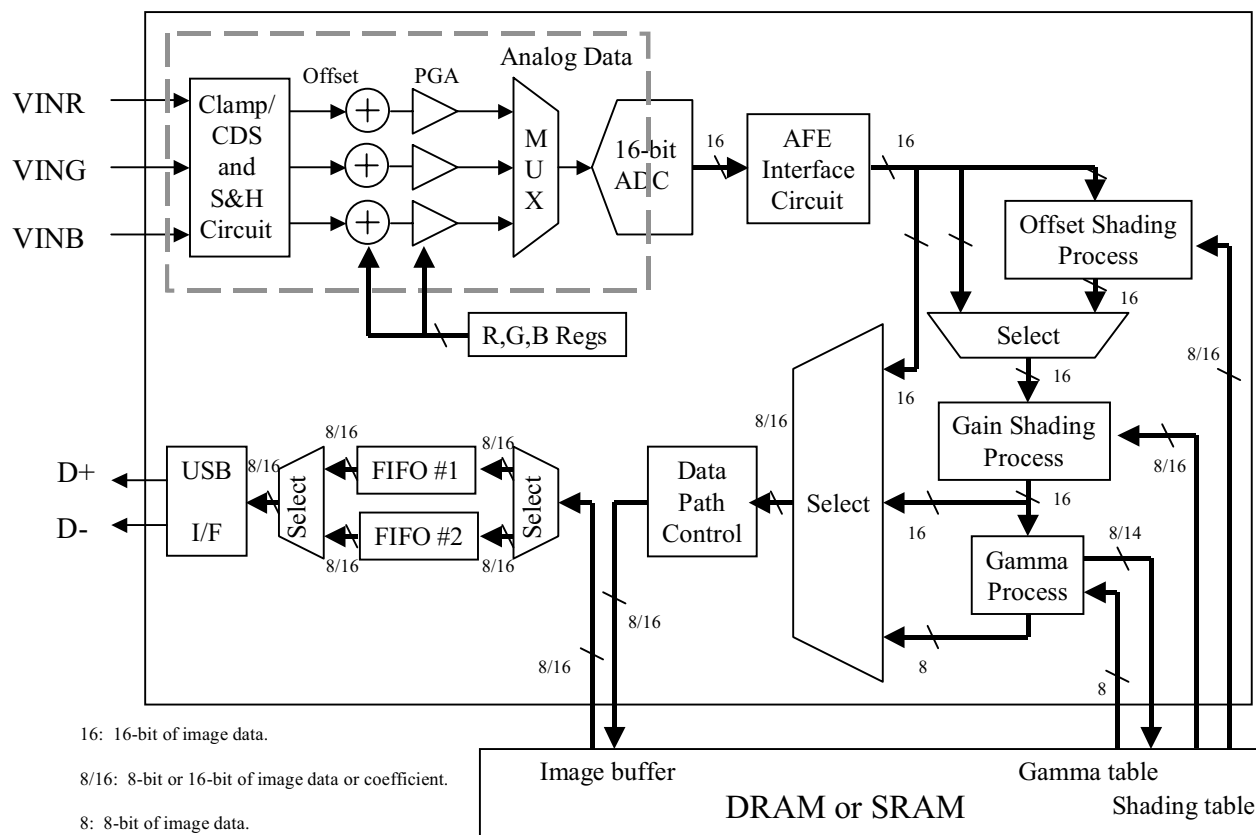 Analog Data
Offset
PGA
VINR
VING
VINB
Clamp/
CDS
and
S&H
Circuit
+
+
+
M
U
X
16-bit
ADC
16
AFE
Interface
Circuit
16
Offset Shading
Process
16
R,G,B Regs
Select
8/16
16
16
Gain Shading
Process
8/16
8/16
D+
D-
USB
I/F
8/16
Select
8/16
FIFO #1
8/16
8/16
FIFO #2
8/16
Select
Data
Path
Control
Select
16
16
Gamma
Process
8/14
8/16
8/16
8
8
16: 16-bit of image data.
8/16: 8-bit or 16-bit of image data or coefficient.
8: 8-bit of image data.
Image buffer
Gamma table
DRAM or SRAM
Shading table